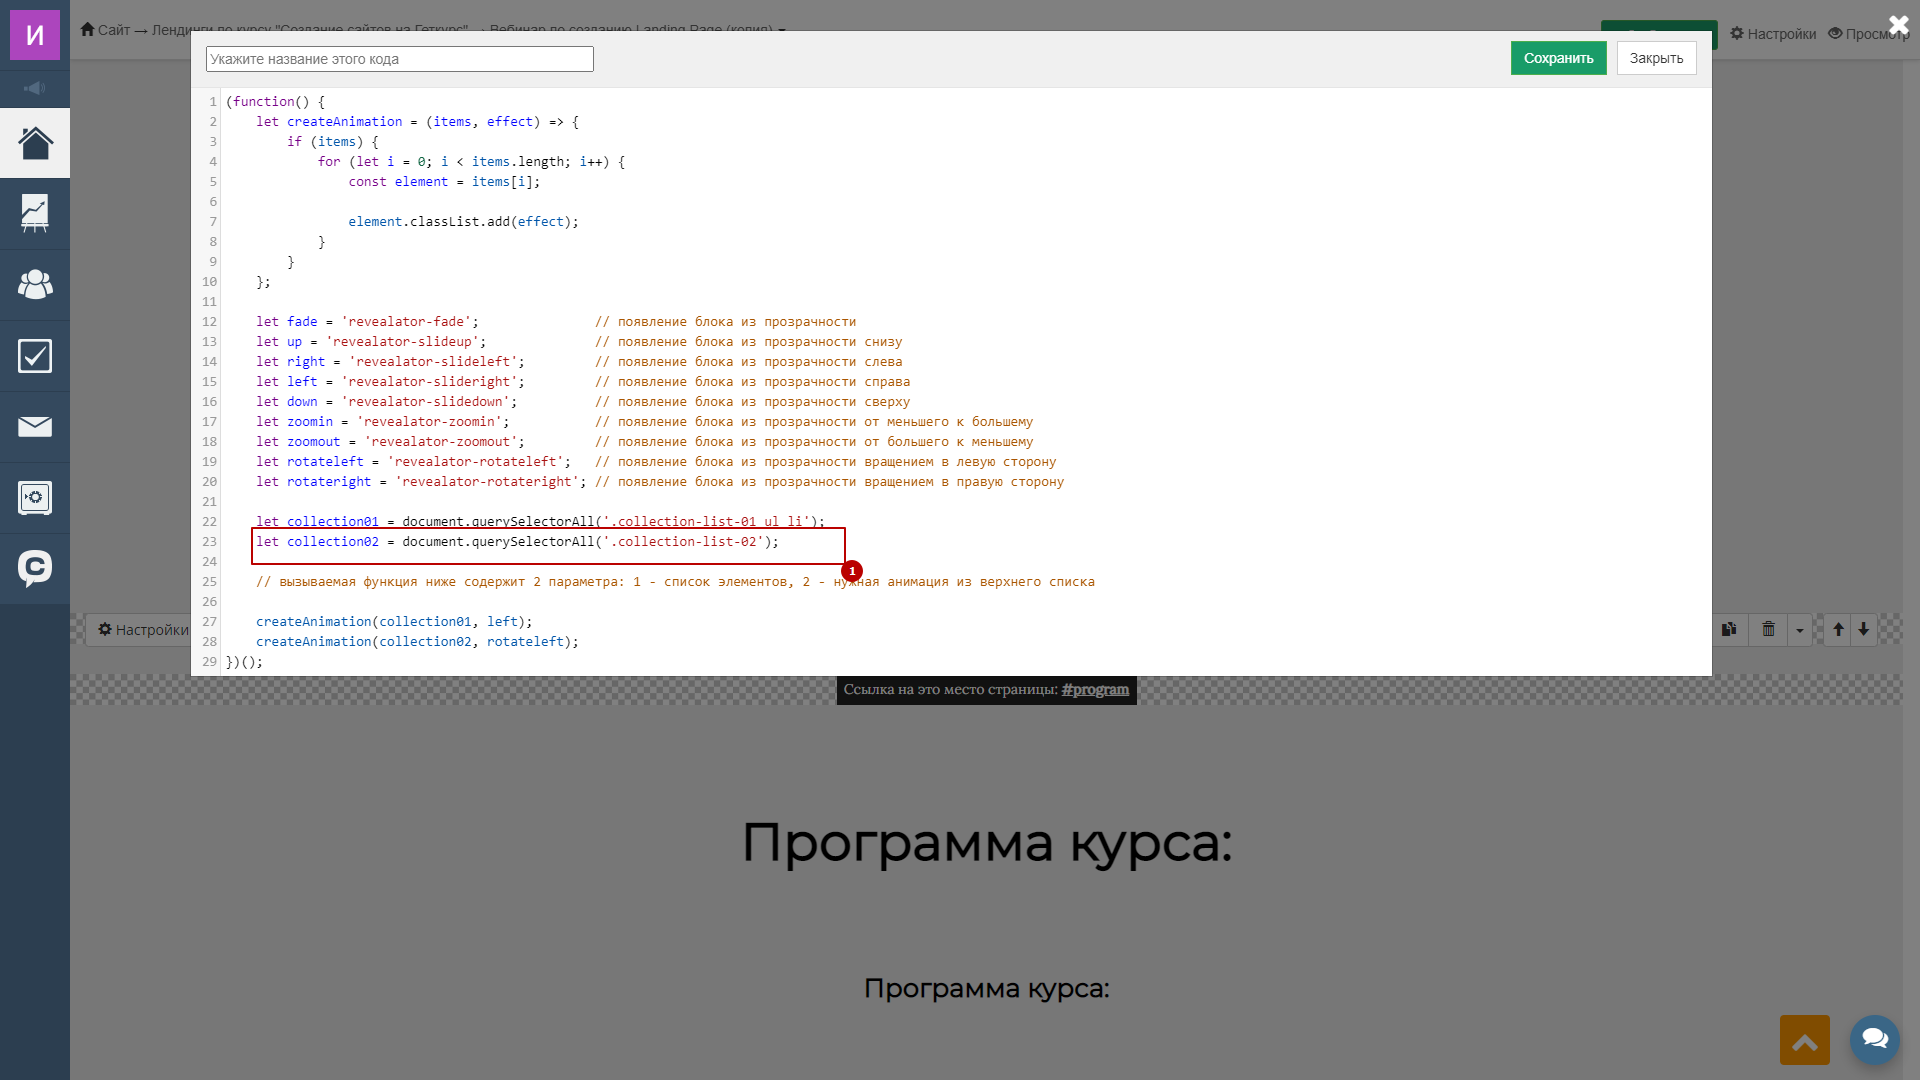 И
Сайт → Лендинги по курсу "Создание сайтов на Геткурс" → Вебинар по созданию Landing Page (копия)
Настройки
Просмотр
Укажите название этого кода
Сохранить
Закрыть
1 (function() {
2     let createAnimation = (items, effect) => {
3         if (items) {
4             for (let i = 0; i < items.length; i++) {
5                 const element = items[i];
6
7                 element.classList.add(effect);
8             }
9         }
10     };
11
12     let fade = 'revealator-fade';               // появление блока из прозрачности
13     let up = 'revealator-slideup';              // появление блока из прозрачности снизу
14     let right = 'revealator-slideleft';         // появление блока из прозрачности слева
15     let left = 'revealator-slideright';         // появление блока из прозрачности справа
16     let down = 'revealator-slidedown';          // появление блока из прозрачности сверху
17     let zoomin = 'revealator-zoomin';           // появление блока из прозрачности от меньшего к большему
18     let zoomout = 'revealator-zoomout';         // появление блока из прозрачности от большего к меньшему
19     let rotateleft = 'revealator-rotateleft';   // появление блока из прозрачности вращением в левую сторону
20     let rotateright = 'revealator-rotateright'; // появление блока из прозрачности вращением в правую сторону
21
22     let collection01 = document.querySelectorAll('.collection-list-01 ul li');
23     let collection02 = document.querySelectorAll('.collection-list-02');
24
1
25     // вызываемая функция ниже содержит 2 параметра: 1 - список элементов, 2 - нужная анимация из верхнего списка
26
27     createAnimation(collection01, left);
28     createAnimation(collection02, rotateleft);
29 })();
Настройки
Ссылка на это место страницы: #program
Программа курса:
Программа курса: